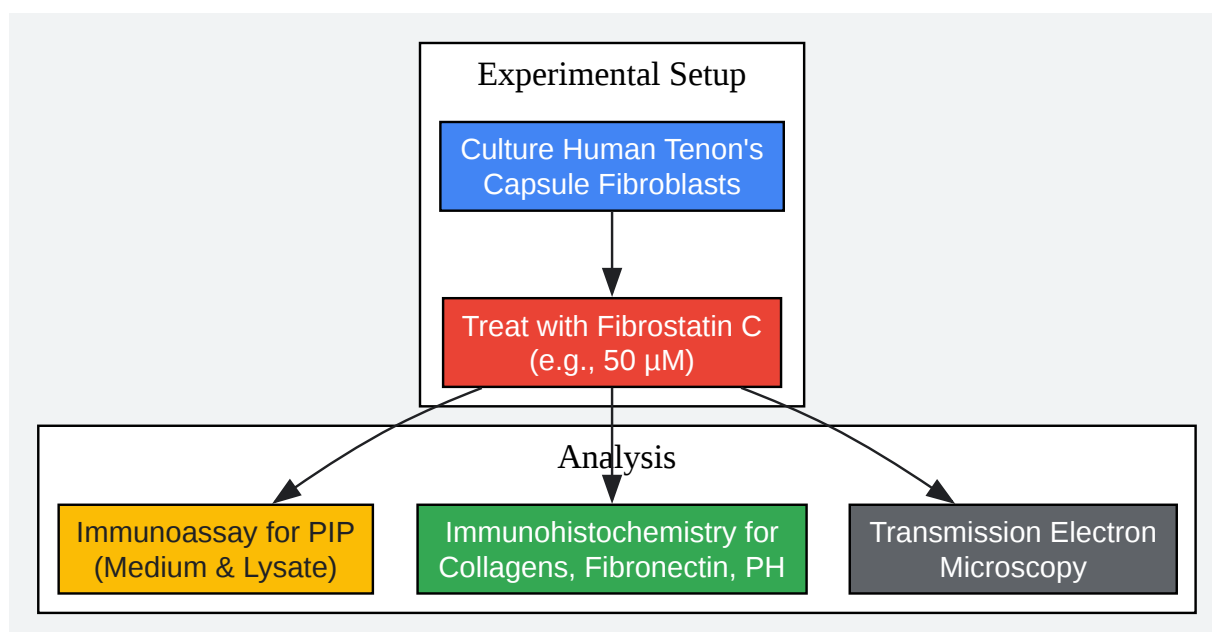 Experimental Setup
Culture Human Tenon's
Capsule Fibroblasts
Treat with Fibrostatin C
(e.g., 50 µM)
Analysis
Immunoassay for PIP
(Medium & Lysate)
Immunohistochemistry for
Collagens, Fibronectin, PH
Transmission Electron
Microscopy